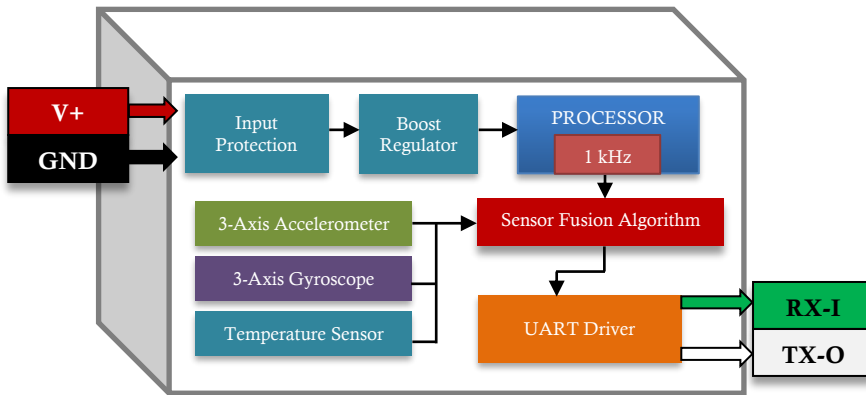 V+
GND
Input
Protection
Boost
Regulator
PROCESSOR
1 kHz
3-Axis Accelerometer
3-Axis Gyroscope
Temperature Sensor
Sensor Fusion Algorithm
UART Driver
RX-I
TX-O